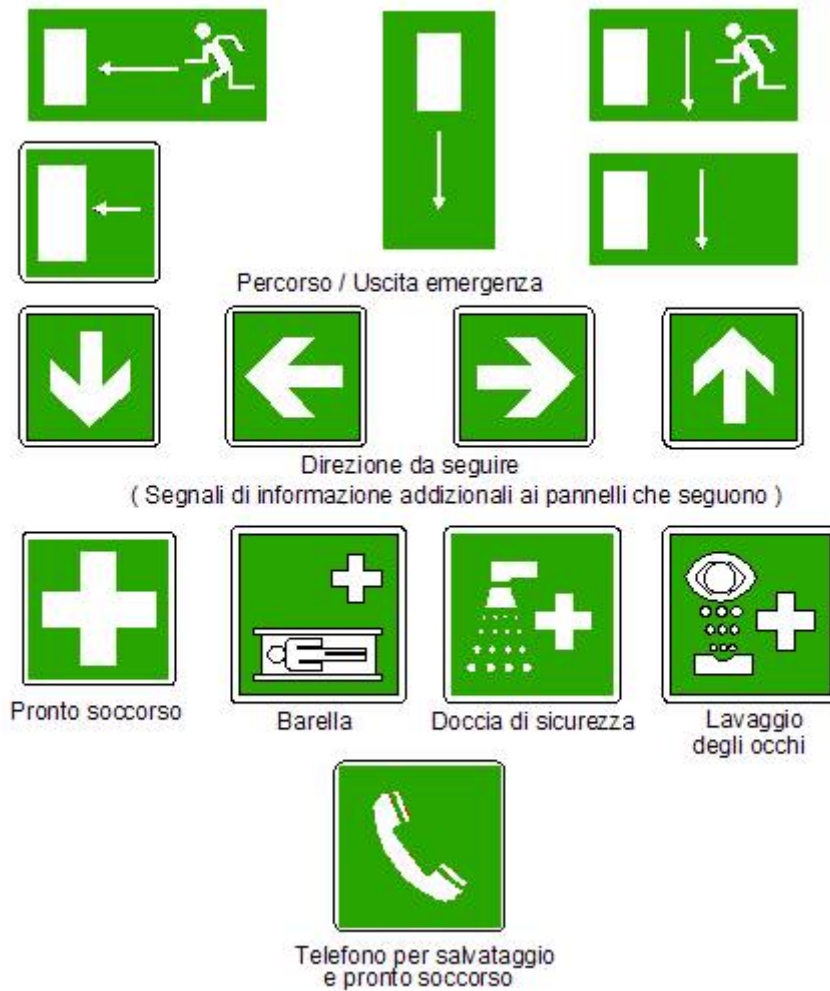 Percorso / Uscita emergenza
Direzione da seguire
( Segnali di informazione addizionali ai pannelli che seguono )
Pronto soccorso
Barella
Doccia di sicurezza
Lavaggio
degli occhi
Telefono per salvataggio
e pronto soccorso